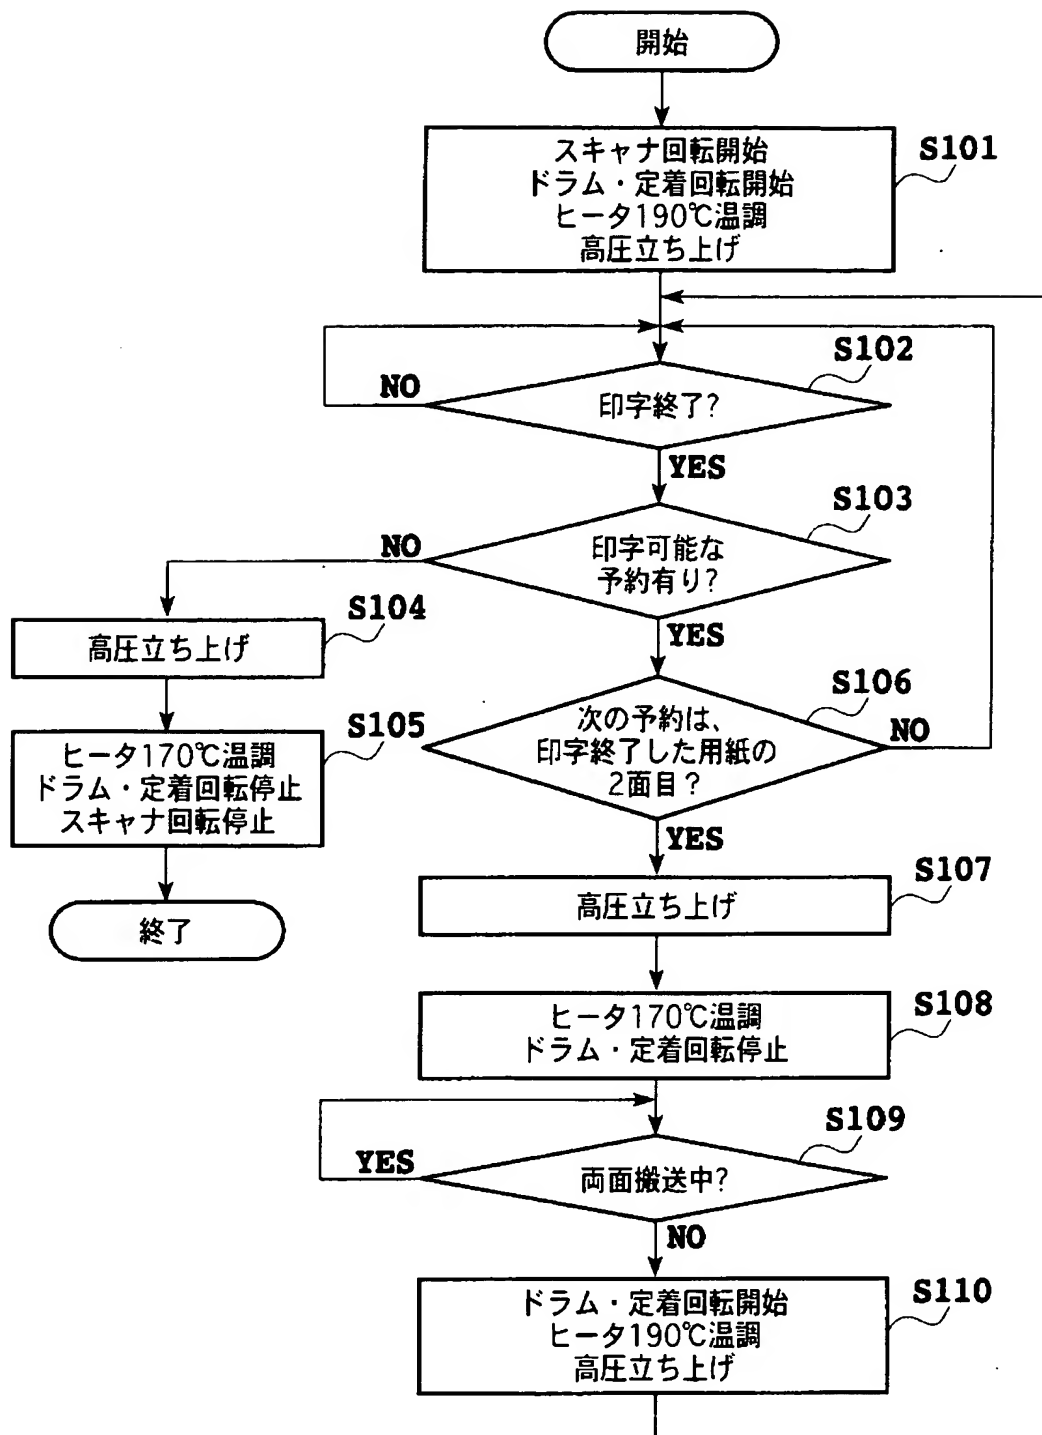 開始
スキャナ回転開始
ドラム・定着回転開始
ヒータ190℃温調
高圧立ち上げ
S101
S102
印字終了?
NO
YES
S103
印字可能な
予約有り?
NO
YES
S104
高圧立ち上げ
S105
ヒータ170℃温調
ドラム・定着回転停止
スキャナ回転停止
終了
S106
次の予約は、
印字終了した用紙の
2面目?
NO
YES
S107
高圧立ち上げ
S108
ヒータ170℃温調
ドラム・定着回転停止
S109
両面搬送中?
YES
NO
S110
ドラム・定着回転開始
ヒータ190℃温調
高圧立ち上げ